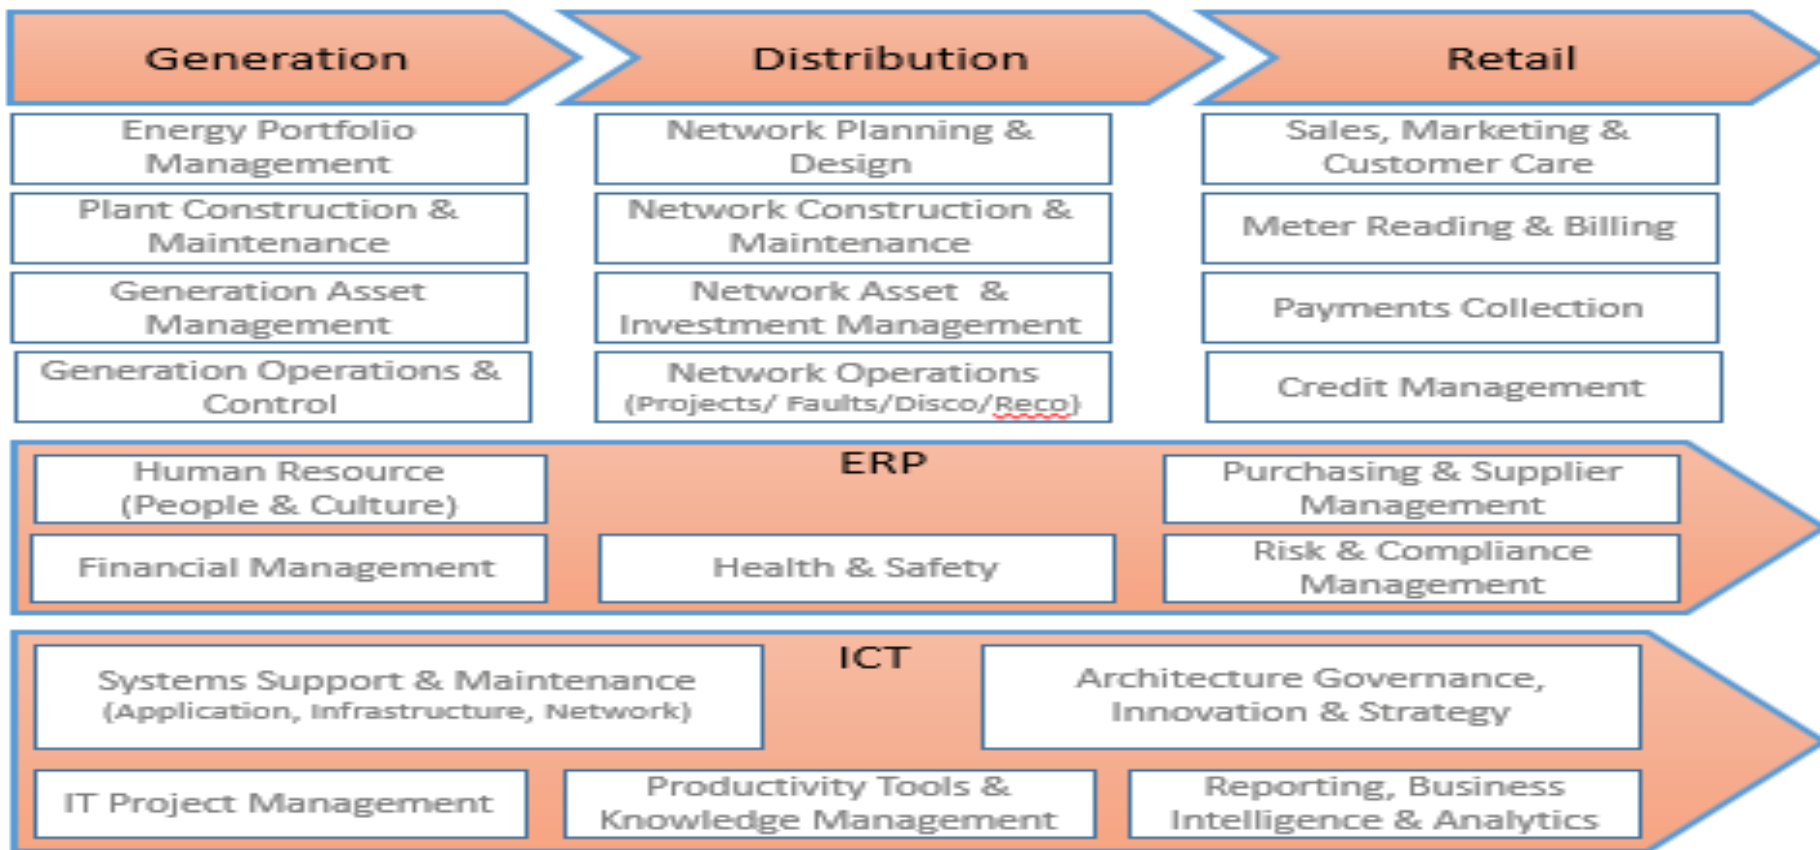 Generation
Distribution
Retail
Energy Portfolio
Management
Network Planning &
Design
Sales, Marketing &
Customer Care
Plant Construction &
Maintenance
Network Construction &
Maintenance
Meter Reading & Billing
Generation Asset
Management
Network Asset &
Investment Management
Payments Collection
Generation Operations &
Control
Network Operations
(Projects/ Faults/Disco/Reco)
Credit Management
ERP
Human Resource
(People & Culture)
Purchasing & Supplier
Management
Financial Management
Health & Safety
Risk & Compliance
Management
ICT
Systems Support & Maintenance
(Application, Infrastructure, Network)
Architecture Governance,
Innovation & Strategy
IT Project Management
Productivity Tools &
Knowledge Management
Reporting, Business
Intelligence & Analytics